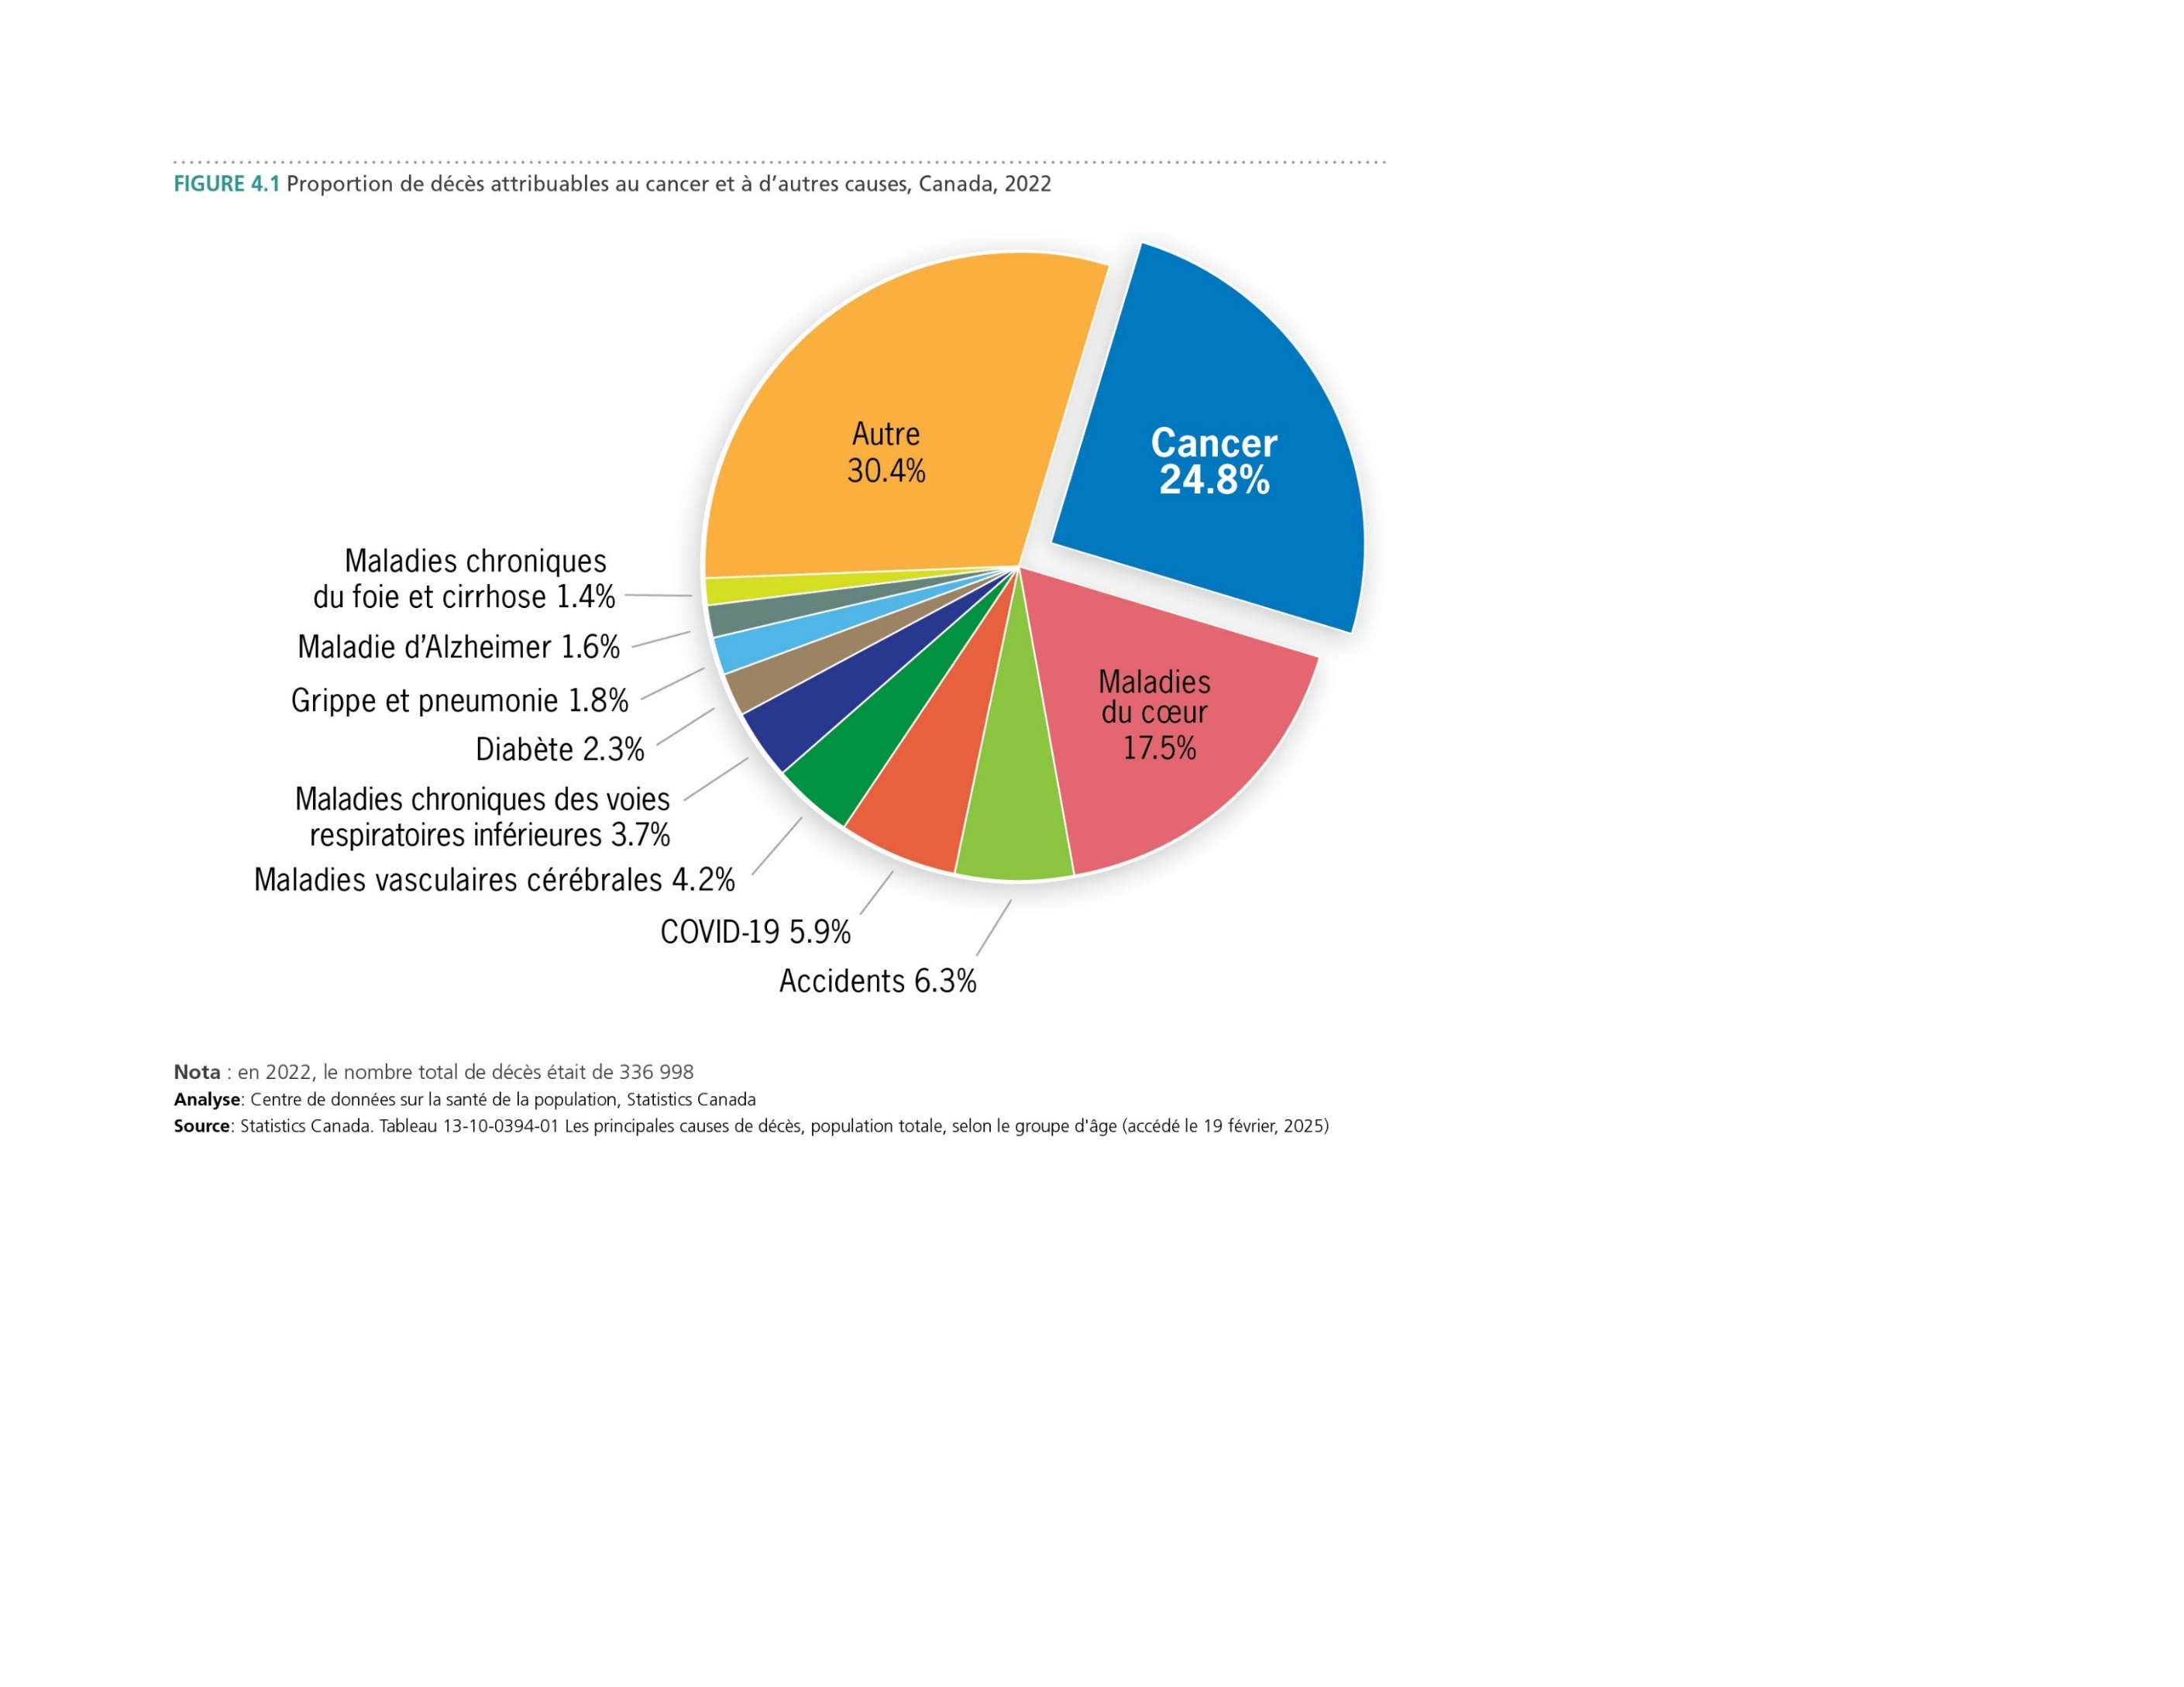 FIGURE 4.1 Proportion de décès attribuables au cancer et à d’autres causes, Canada, 2022
Autre
30.4%
Cancer
24.8%
Maladies
du cœur
17.5%
Maladies chroniques
du foie et cirrhose 1.4%
Maladie d’Alzheimer 1.6%
Grippe et pneumonie 1.8%
Diabète 2.3%
Maladies chroniques des voies
respiratoires inférieures 3.7%
Maladies vasculaires cérébrales 4.2%
COVID-19 5.9%
Accidents 6.3%
Nota : en 2022, le nombre total de décès était de 336 998
Analyse: Centre de données sur la santé de la population, Statistics Canada
Source: Statistics Canada. Tableau 13-10-0394-01 Les principales causes de décès, population totale, selon le groupe d'âge (accédé le 19 février, 2025)